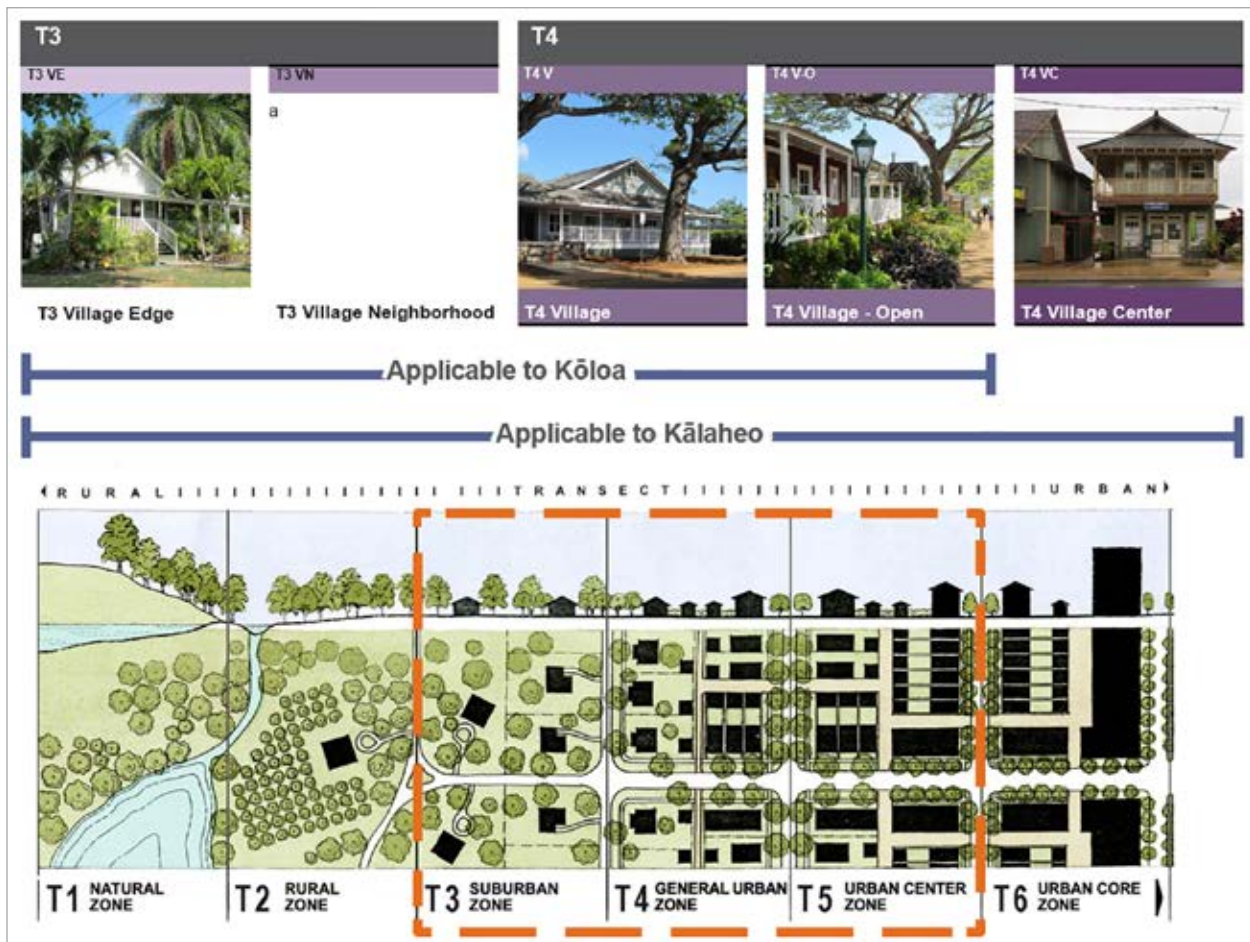 T3
T4
T3 VE
T3 VN
T4 V
T4 V-O
T4 VC
a
T3 Village Edge
T3 Village Neighborhood
T4 Village
T4 Village - Open
T4 Village Center
Applicable to Kōloa
Applicable to Kālaheo
RURAL IIIIIIIIIIIIIIIIIIII TRANSECT IIIIIIIIIIIIIIIIIIII URBAN
T1 NATURAL ZONE
T2 RURAL ZONE
T3 SUBURBAN ZONE
T4 GENERAL URBAN ZONE
T5 URBAN CENTER ZONE
T6 URBAN CORE ZONE